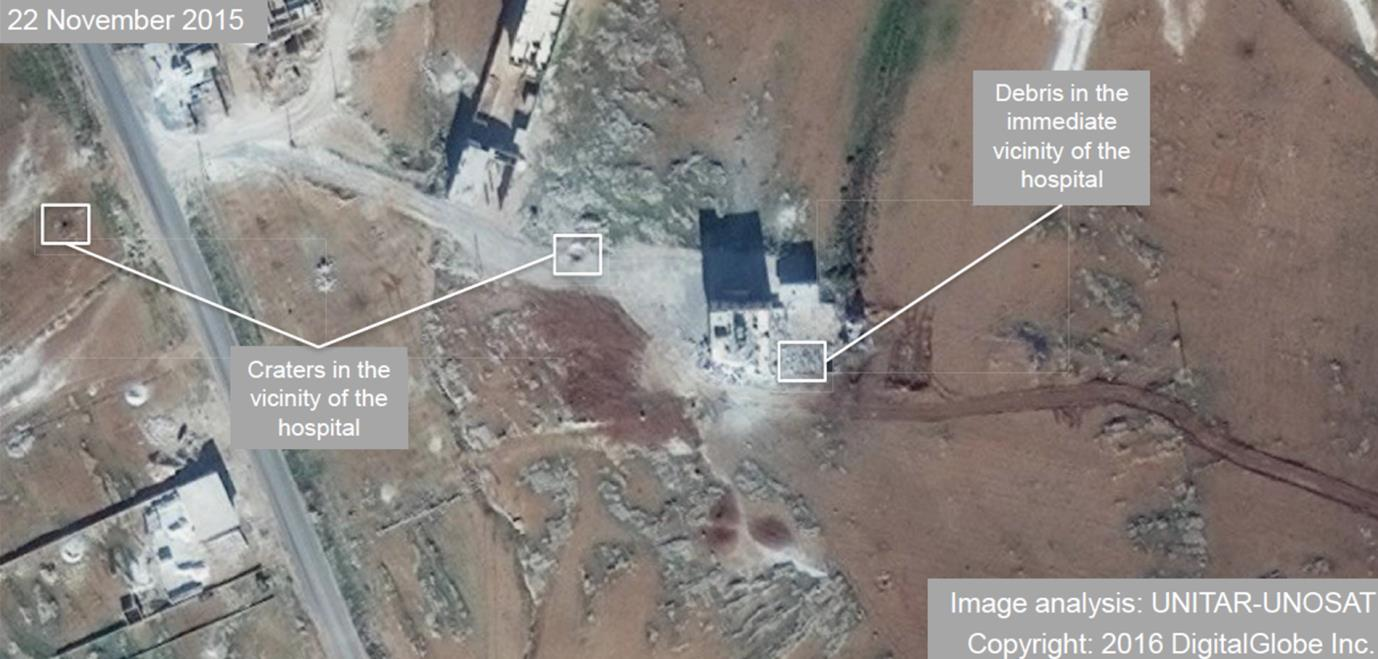 22 November 2015
Debris in the
immediate
vicinity of the
hospital
Craters in the
vicinity of the
hospital
Image analysis: UNITAR-UNOSAT
Copyright: 2016 DigitalGlobe Inc.